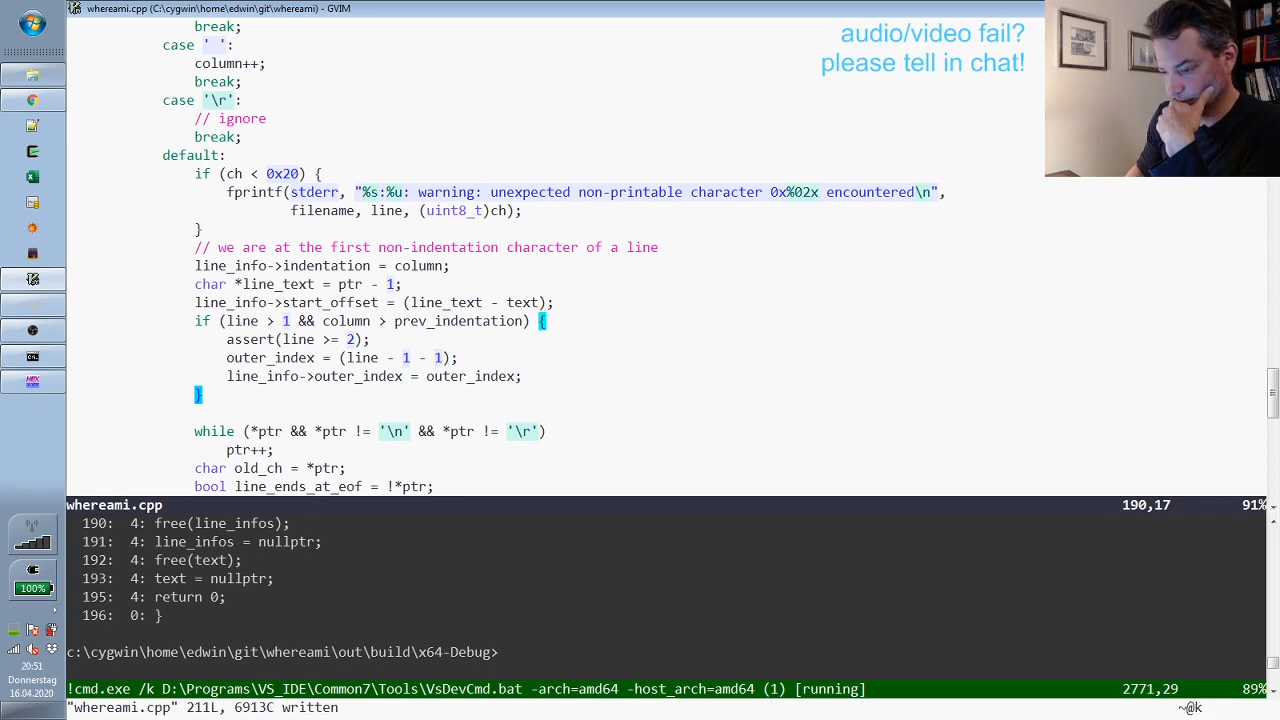 whereami.cpp (C:\cygwin\home\edwin\git\whereami) - GVIM
audio/video fail?
please tell in chat!
break;
case ' ':
column++;
break;
case '\r':
// ignore
break;
default:
if (ch < 0x20) {
fprintf(stderr, "%s:%u: warning: unexpected non-printable character 0x%02x encountered\n",
filename, line, (uint8_t)ch);
}
// we are at the first non-indentation character of a line
line_info->indentation = column;
char *line_text = ptr - 1;
line_info->start_offset = (line_text - text);
if (line > 1 && column > prev_indentation) {
assert(line >= 2);
outer_index = (line - 1 - 1);
line_info->outer_index = outer_index;
}
while (*ptr && *ptr != '\n' && *ptr != '\r')
ptr++;
char old_ch = *ptr;
bool line_ends_at_eof = !*ptr;
whereami.cpp 190,17 91%
190: 4: free(line_infos);
191: 4: line_infos = nullptr;
192: 4: free(text);
193: 4: text = nullptr;
195: 4: return 0;
196: 0: }
c:\cygwin\home\edwin\git\whereami\out\build\x64-Debug>
!cmd.exe /k D:\Programs\VS_IDE\Common7\Tools\VsDevCmd.bat -arch=amd64 -host_arch=amd64 (1) [running] 2771,29 89%
"whereami.cpp" 211L, 6913C written ~@k
100%
20:51
Donnerstag
16.04.2020